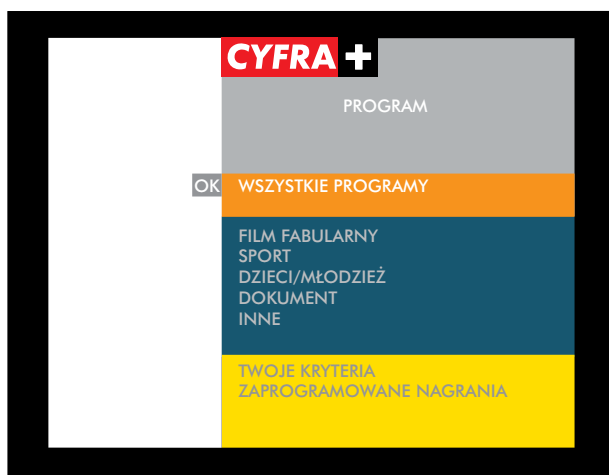 CYFRA +
PROGRAM
OK WSZYSTKIE PROGRAMY
FILM FABULARNY
SPORT
DZIECI/MŁODZIEŻ
DOKUMENT
INNE
TWOJE KRYTERIA
ZAPROGRAMOWANE NAGRANIA